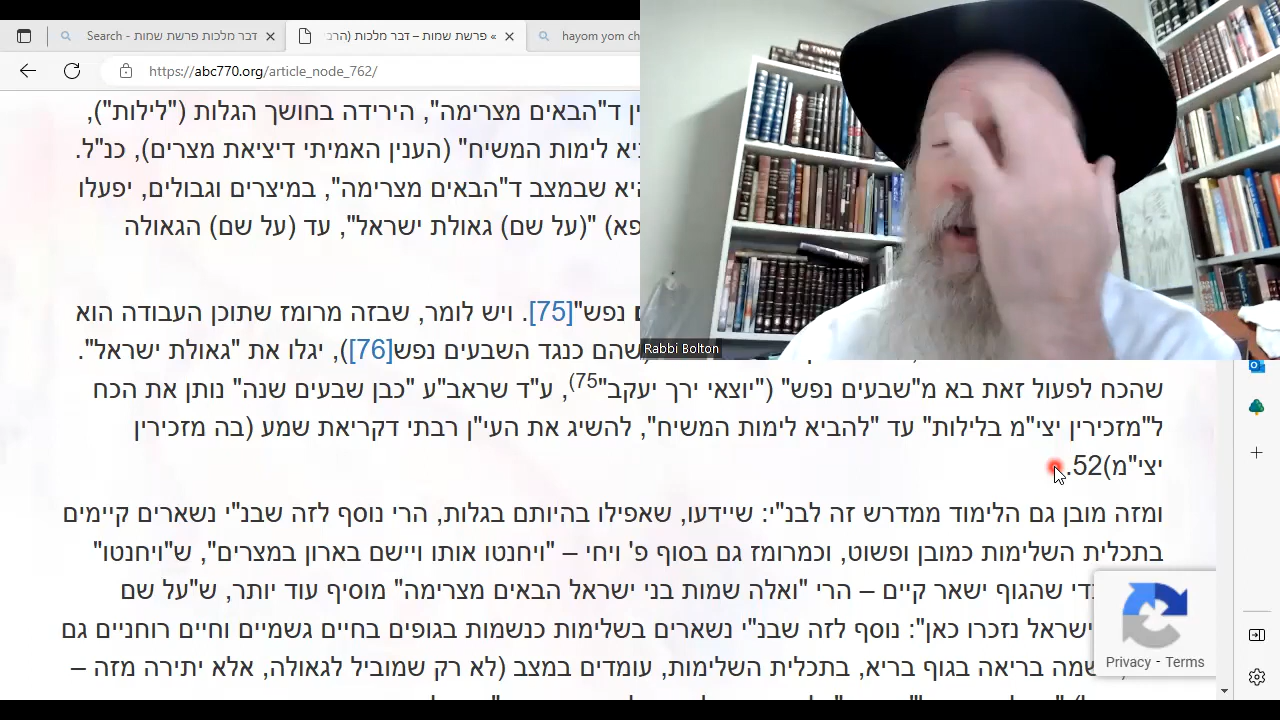 Search - דבר מלכות פרשת שמות
» פרשת שמות – דבר מלכות (הרב
hayom yom ch
https://abc770.org/article_node_762/
ין ד"הבאים מצרימה", הירידה בחושך הגלות ("לילות"),
יא לימות המשיח" (הענין האמיתי דיציאת מצרים), כנ"ל.
היא שבמצב ד"הבאים מצרימה", במיצרים וגבולים, יפעלו
פא) "(על שם) גאולת ישראל", עד (על שם) הגאולה
ם נפש"[75]. ויש לומר, שבזה מרומז שתוכן העבודה הוא
שהם כנגד השבעים נפש[76]), יגלו את "גאולת ישראל".
שהכח לפעול זאת בא מ"שבעים נפש" ("יוצאי ירך יעקב"75), ע"ד שראב"ע "כבן שבעים שנה" נותן את הכח
ל"מזכירין יצי"מ בלילות" עד "להביא לימות המשיח", להשיג את העי"ן רבתי דקריאת שמע (בה מזכירין
יצי"מ)52.
ומזה מובן גם הלימוד ממדרש זה לבנ"י: שיידעו, שאפילו בהיותם בגלות, הרי נוסף לזה שבנ"י נשארים קיימים
בתכלית השלימות כמובן ופשוט, וכמרומז גם בסוף פ' ויחי – "ויחנטו אותו ויישם בארון במצרים", ש"ויחנטו"
די שהגוף ישאר קיים – הרי "ואלה שמות בני ישראל הבאים מצרימה" מוסיף עוד יותר, ש"על שם
ישראל נזכרו כאן": נוסף לזה שבנ"י נשארים בשלימות כנשמות בגופים בחיים גשמיים וחיים רוחניים גם
שמה בריאה בגוף בריא, בתכלית השלימות, עומדים במצב (לא רק שמוביל לגאולה, אלא יתירה מזה –
Rabbi Bolton
Privacy - Terms